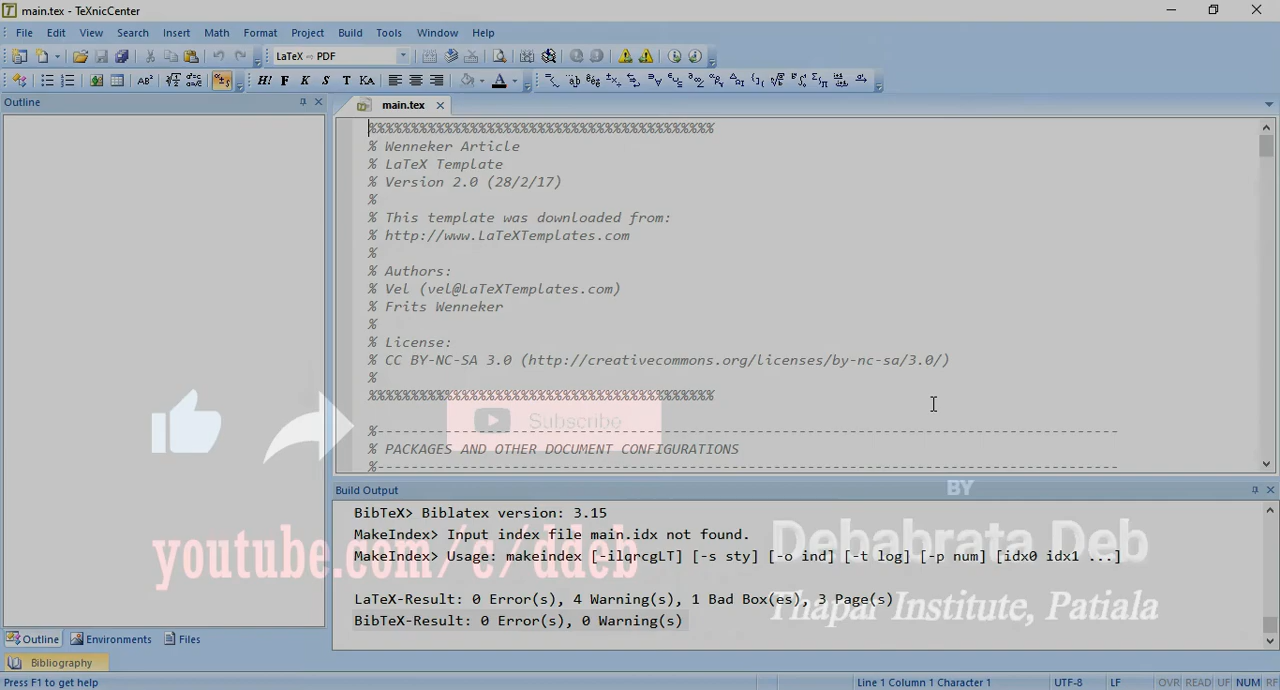 main.tex - TeXnicCenter
File Edit View Search Insert Math Format Project Build Tools Window Help
LaTeX ⇨ PDF
Outline
main.tex
%%%%%%%%%%%%%%%%%%%%%%%%%%%%%%%%%%%%%%%%%
% Wenneker Article
% LaTeX Template
% Version 2.0 (28/2/17)
%
% This template was downloaded from:
% http://www.LaTeXTemplates.com
%
% Authors:
% Vel (vel@LaTeXTemplates.com)
% Frits Wenneker
%
% License:
% CC BY-NC-SA 3.0 (http://creativecommons.org/licenses/by-nc-sa/3.0/)
%
%%%%%%%%%%%%%%%%%%%%%%%%%%%%%%%%%%%%%%%%%
Subscribe
%----------------------------------------------------------------------------------------
% PACKAGES AND OTHER DOCUMENT CONFIGURATIONS
%----------------------------------------------------------------------------------------
Build Output
BY
BibTeX> Biblatex version: 3.15
MakeIndex> Input index file main.idx not found.
Debabrata Deb
youtube.com/c/ddeb
MakeIndex> Usage: makeindex [-ilqrcgLT] [-s sty] [-o ind] [-t log] [-p num] [idx0 idx1 ...]
LaTeX-Result: 0 Error(s), 4 Warning(s), 1 Bad Box(es), 3 Page(s)
Thapar Institute, Patiala
BibTeX-Result: 0 Error(s), 0 Warning(s)
Outline Environments Files
Bibliography
Press F1 to get help
Line 1 Column 1 Character 1 UTF-8 LF OVR READ UF NUM RF